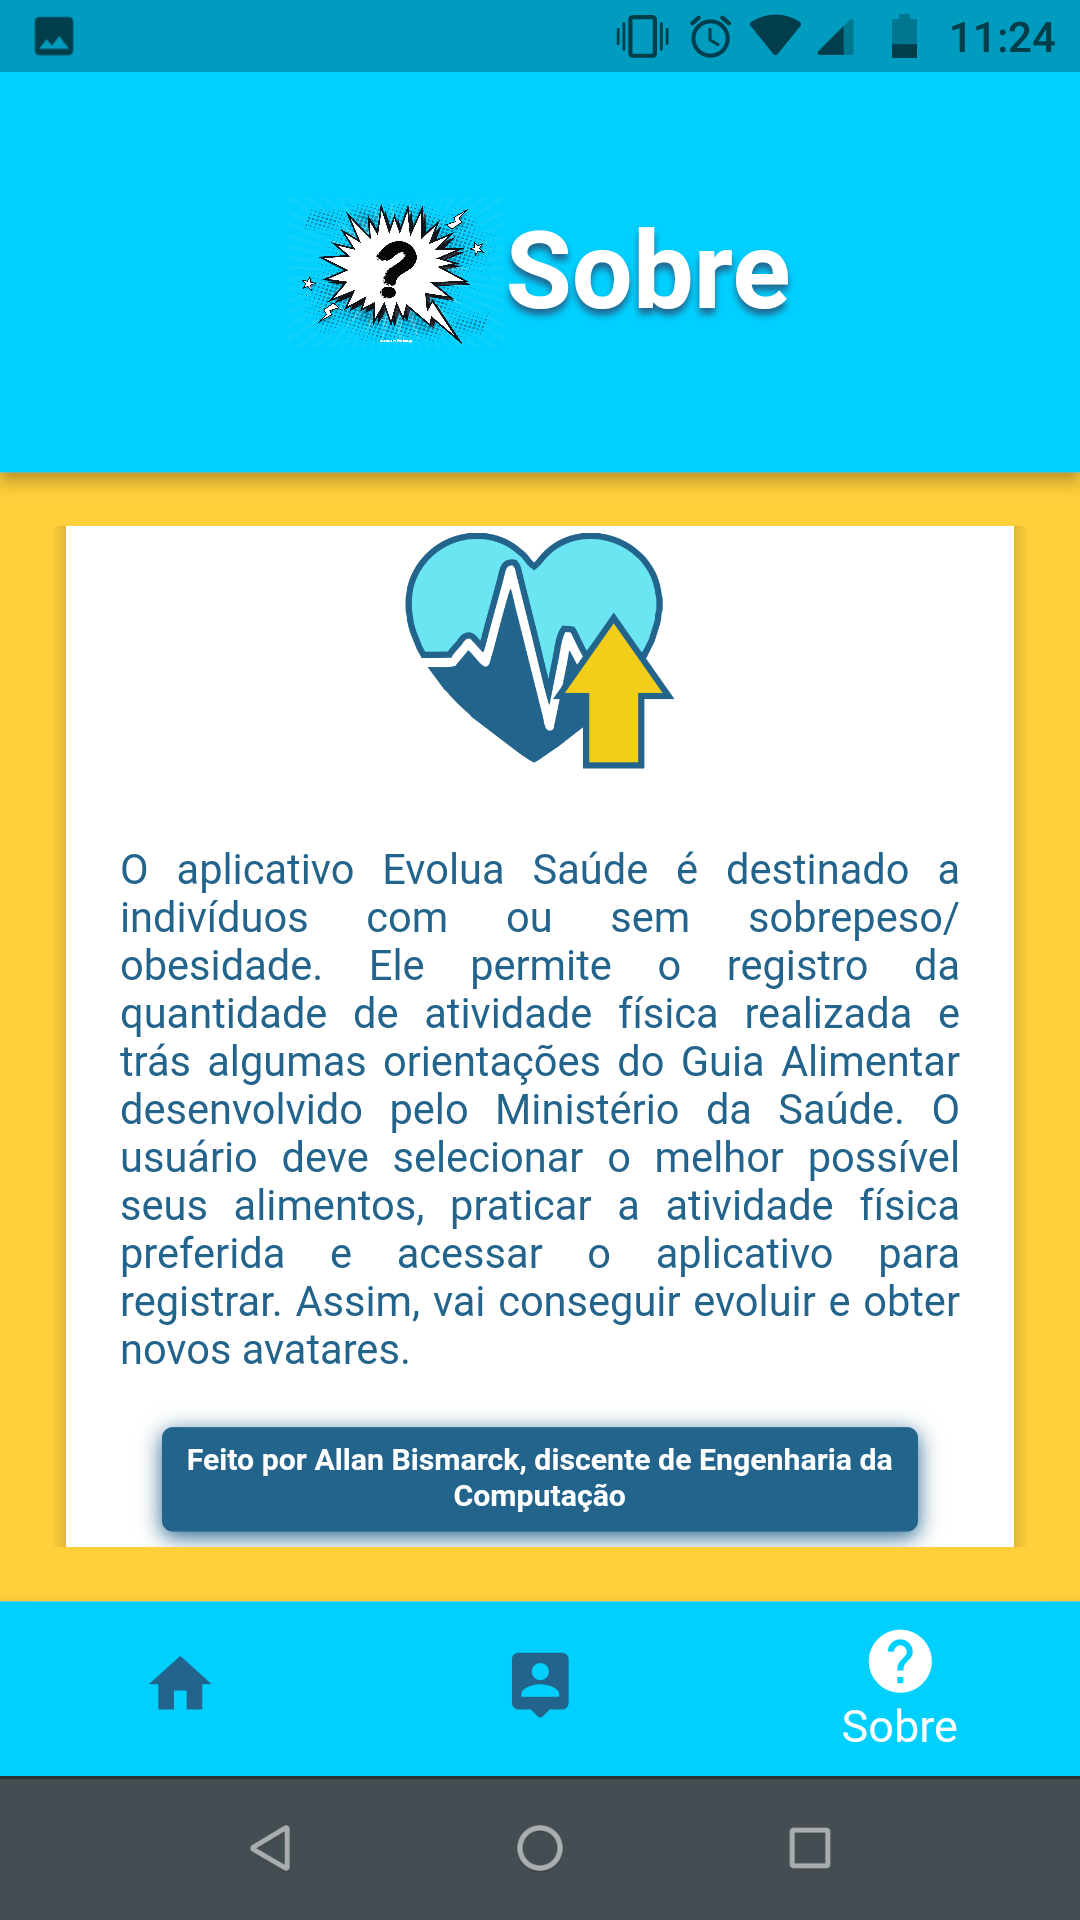 11:24
?
Sobre
O aplicativo Evolua Saúde é destinado a
indivíduos com ou sem sobrepeso/
obesidade. Ele permite o registro da
quantidade de atividade física realizada e
trás algumas orientações do Guia Alimentar
desenvolvido pelo Ministério da Saúde. O
usuário deve selecionar o melhor possível
seus alimentos, praticar a atividade física
preferida e acessar o aplicativo para
registrar. Assim, vai conseguir evoluir e obter
novos avatares.
Feito por Allan Bismarck, discente de Engenharia da
Computação
?
Sobre